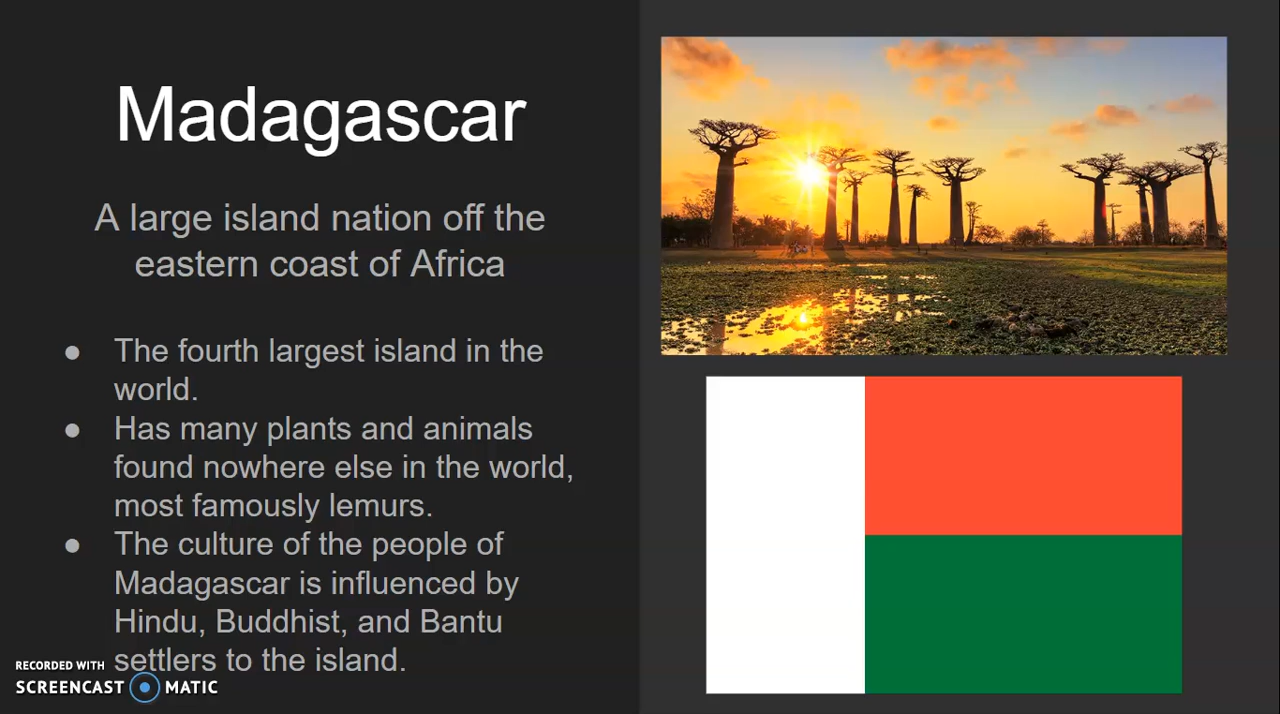 Madagascar
A large island nation off the
eastern coast of Africa
● The fourth largest island in the
world.
● Has many plants and animals
found nowhere else in the world,
most famously lemurs.
● The culture of the people of
Madagascar is influenced by
Hindu, Buddhist, and Bantu
settlers to the island.
RECORDED WITH
SCREENCAST MATIC